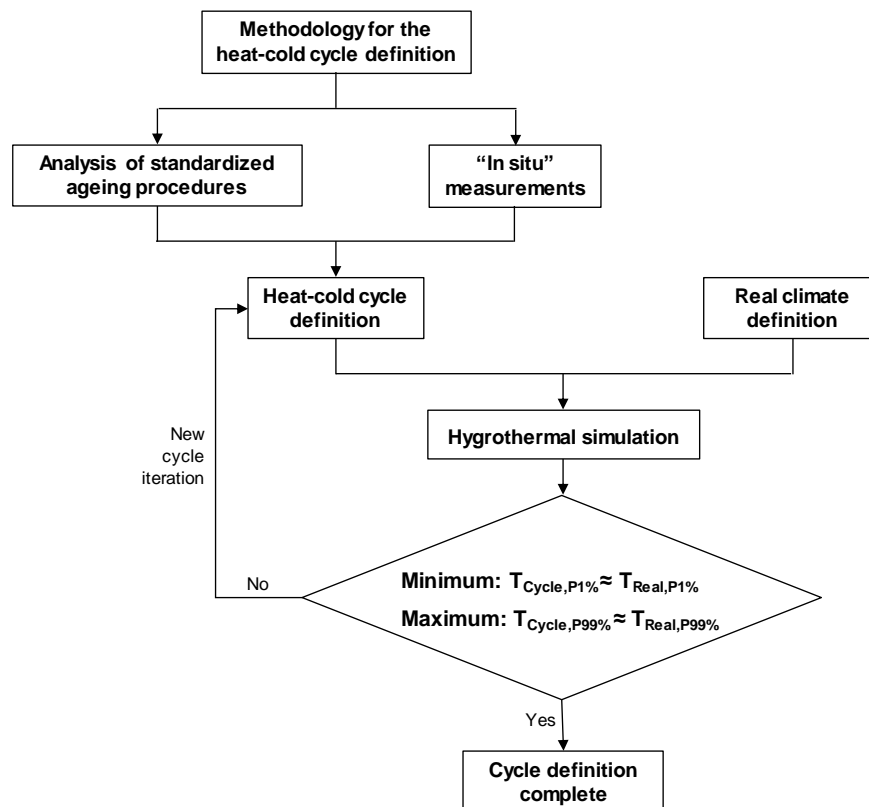 Methodology for the
heat-cold cycle definition
Analysis of standardized
ageing procedures
“In situ”
measurements
Heat-cold cycle
definition
Real climate
definition
New
cycle
iteration
Hygrothermal simulation
No
Minimum: T_Cycle,P1% ≈ T_Real,P1%
Maximum: T_Cycle,P99% ≈ T_Real,P99%
Yes
Cycle definition
complete